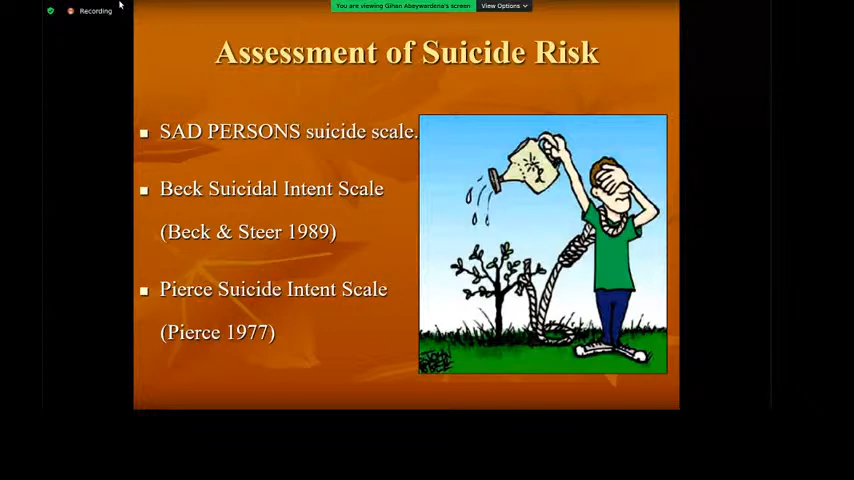 Recording
You are viewing Gihan Abeywardena's screen
View Options
Assessment of Suicide Risk
SAD PERSONS suicide scale.
Beck Suicidal Intent Scale
(Beck & Steer 1989)
Pierce Suicide Intent Scale
(Pierce 1977)